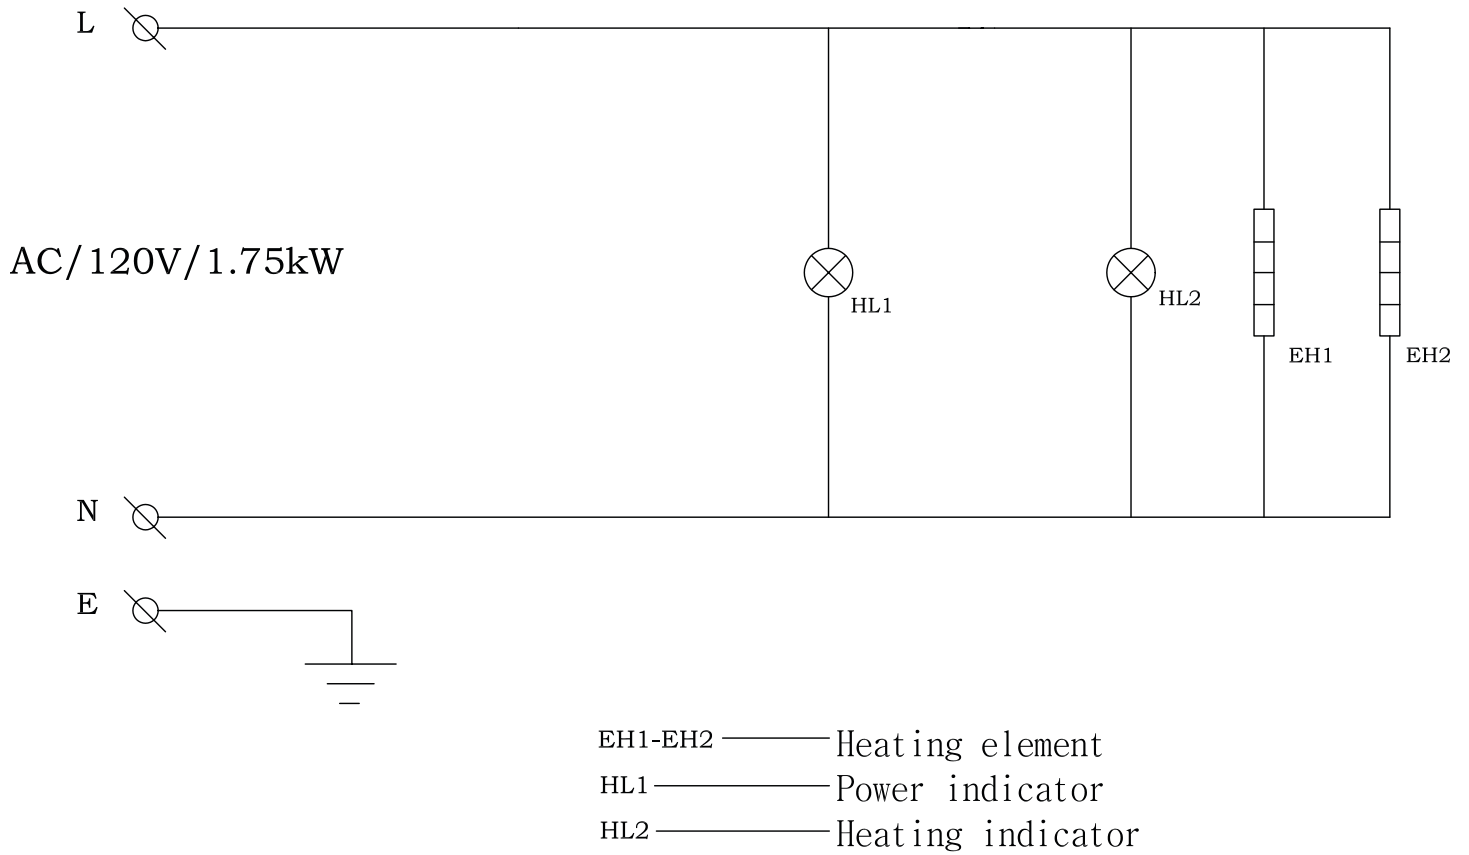 L
AC/120V/1.75kW
HL1
HL2
EH1
EH2
N
E
EH1-EH2 Heating element
HL1 Power indicator
HL2 Heating indicator